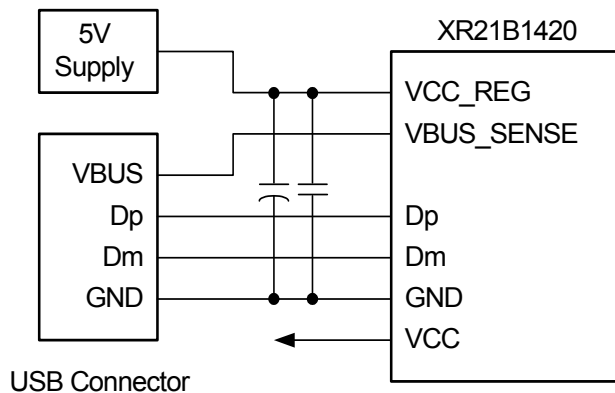 5V
Supply
XR21B1420
VCC_REG
VBUS_SENSE
VBUS
Dp
Dp
Dm
Dm
GND
GND
VCC
USB Connector